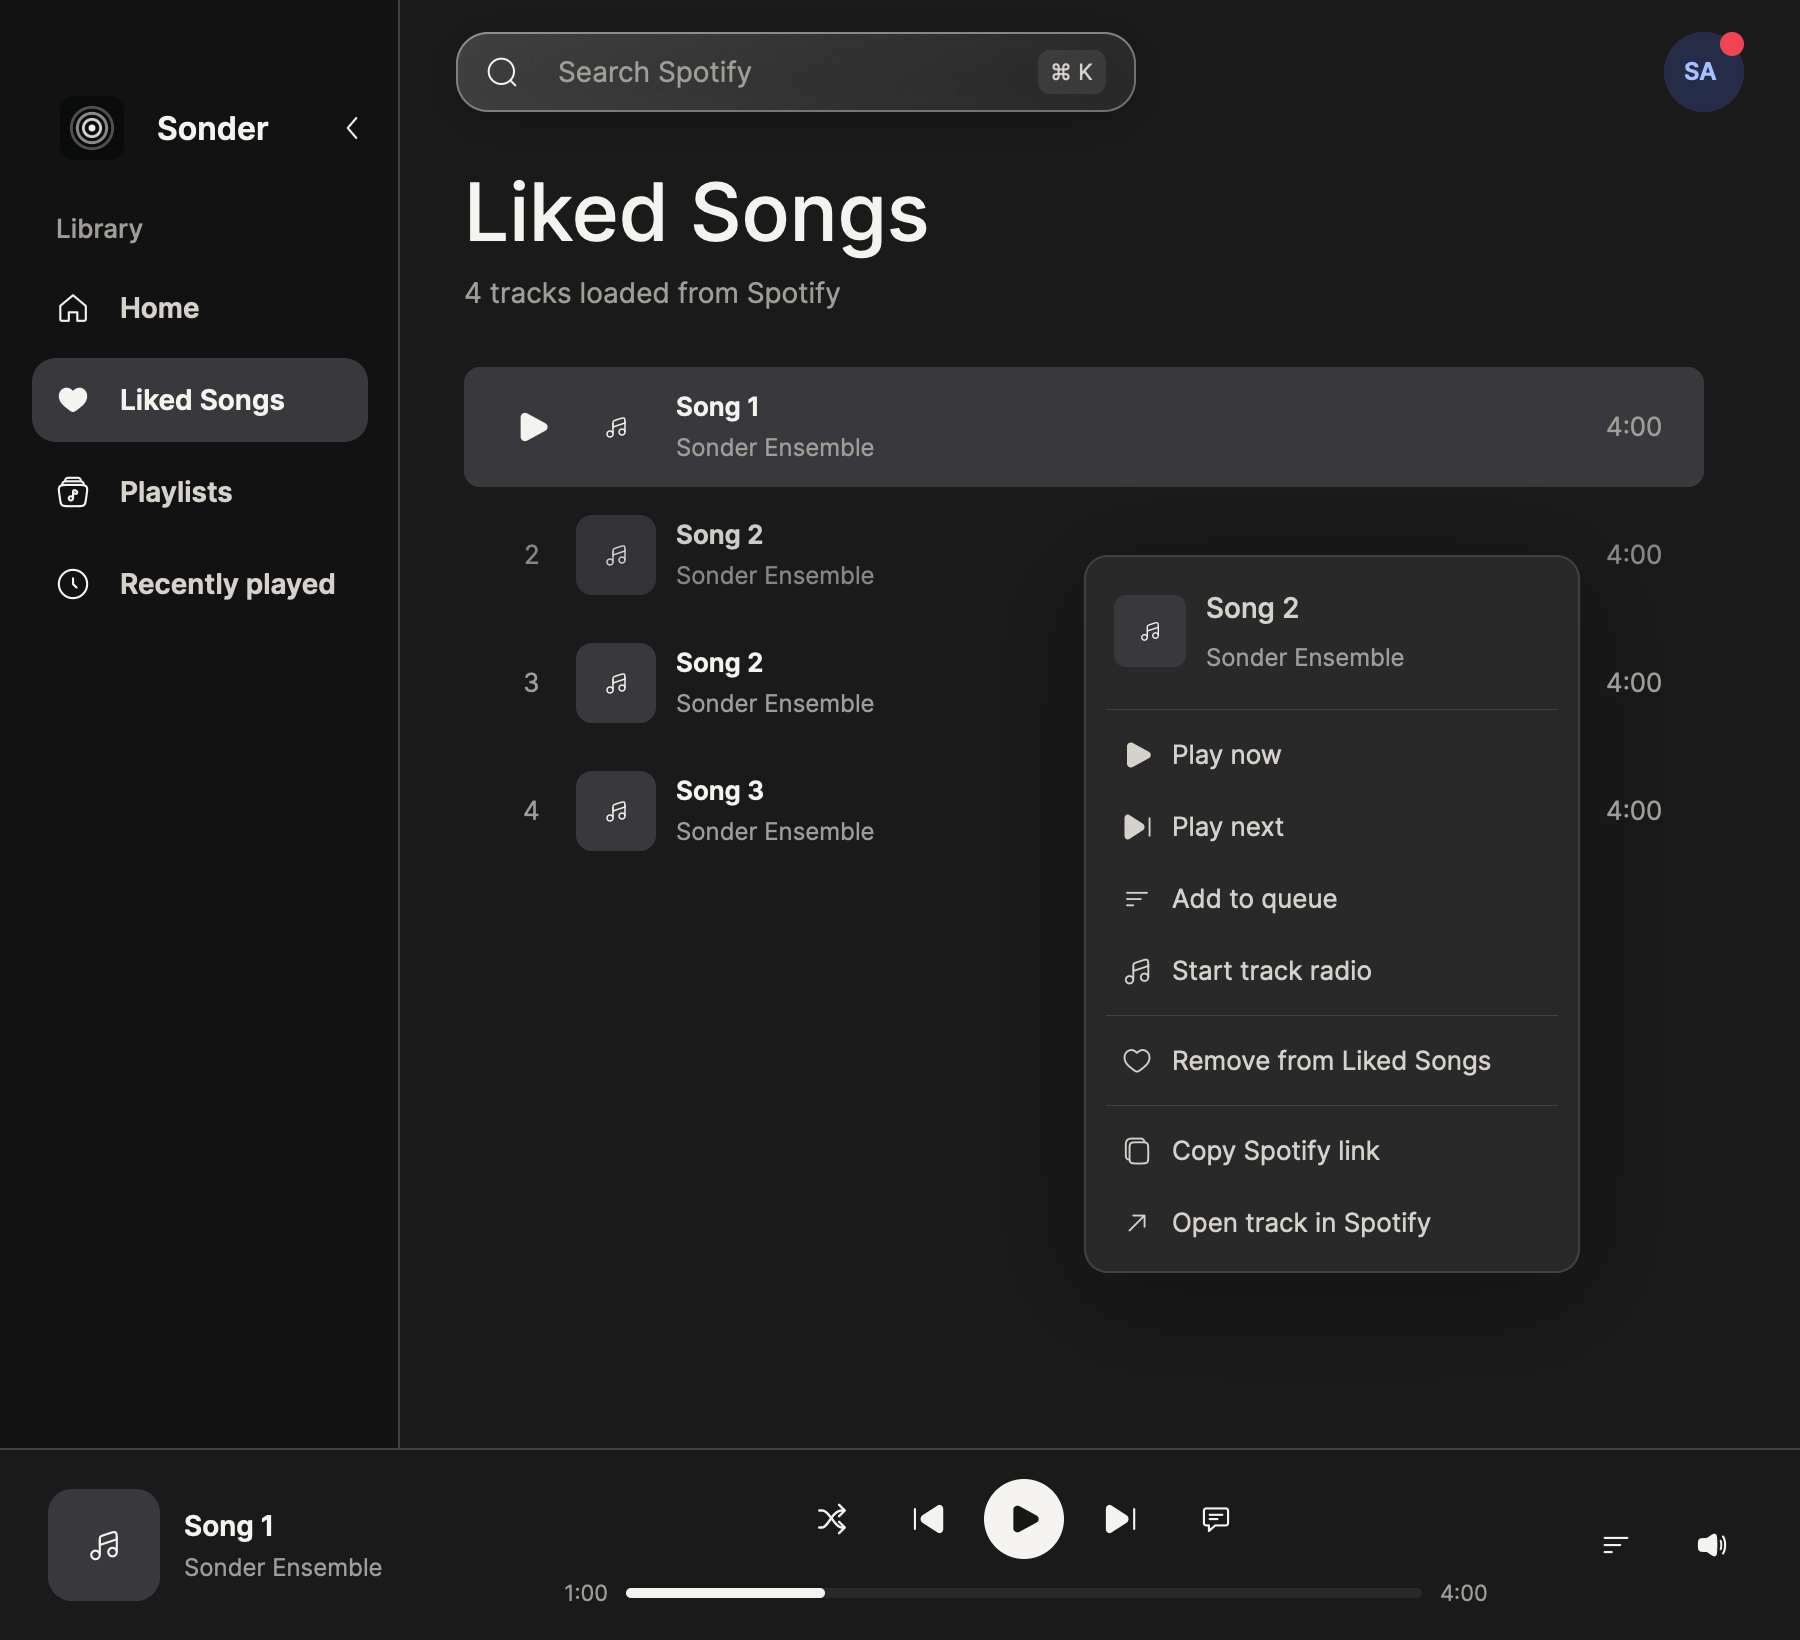 Sonder
Library
Home
Liked Songs
Playlists
Recently played
Search Spotify
⌘ K
SA
Liked Songs
4 tracks loaded from Spotify
Song 1
Sonder Ensemble
4:00
2
Song 2
Sonder Ensemble
4:00
3
Song 2
Sonder Ensemble
4:00
4
Song 3
Sonder Ensemble
4:00
Song 2
Sonder Ensemble
Play now
Play next
Add to queue
Start track radio
Remove from Liked Songs
Copy Spotify link
Open track in Spotify
Song 1
Sonder Ensemble
1:00
4:00